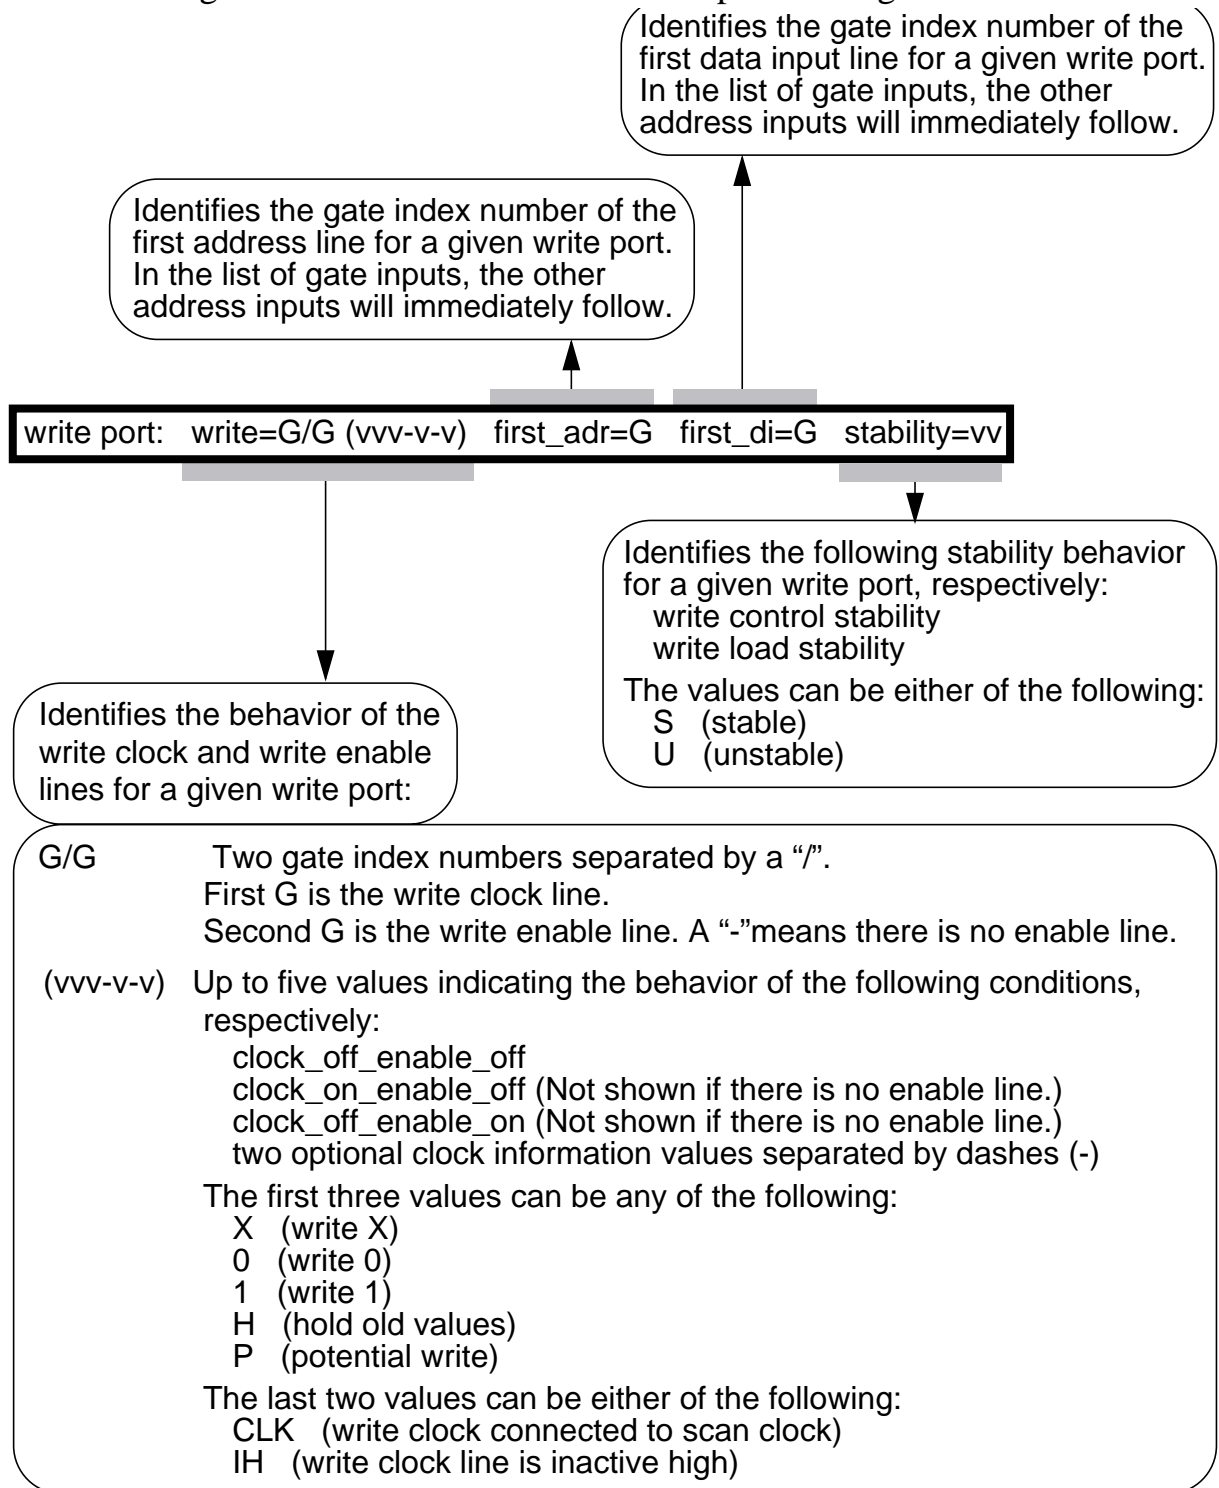 Identifies the gate index number of the
first data input line for a given write port.
In the list of gate inputs, the other
address inputs will immediately follow.
Identifies the gate index number of the
first address line for a given write port.
In the list of gate inputs, the other
address inputs will immediately follow.
write port: write=G/G (vvv-v-v) first_adr=G first_di=G stability=vv
Identifies the following stability behavior
for a given write port, respectively:
write control stability
write load stability
The values can be either of the following:
S (stable)
U (unstable)
Identifies the behavior of the
write clock and write enable
lines for a given write port:
G/G Two gate index numbers separated by a “/”.
First G is the write clock line.
Second G is the write enable line. A “-”means there is no enable line.
(vvv-v-v) Up to five values indicating the behavior of the following conditions,
respectively:
clock_off_enable_off
clock_on_enable_off (Not shown if there is no enable line.)
clock_off_enable_on (Not shown if there is no enable line.)
two optional clock information values separated by dashes (-)
The first three values can be any of the following:
X (write X)
0 (write 0)
1 (write 1)
H (hold old values)
P (potential write)
The last two values can be either of the following:
CLK (write clock connected to scan clock)
IH (write clock line is inactive high)